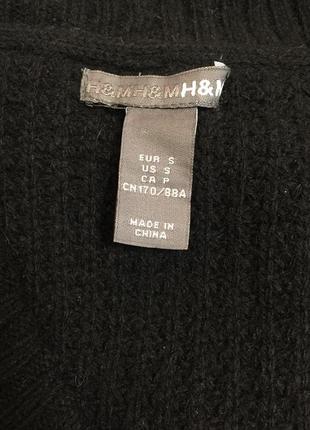 H&MH&MH&M
EUR S
US S
CA P
CN170/88A
MADE IN
CHINA